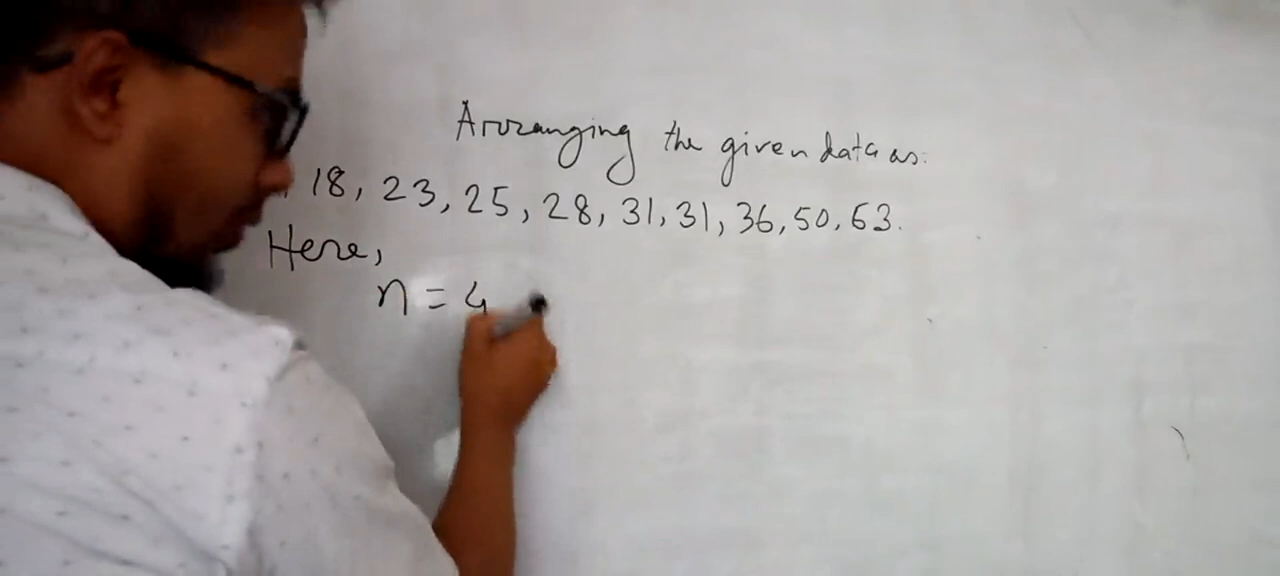 Arranging the given data as:
, 18, 23, 25, 28, 31, 31, 36, 50, 63.
Here,
n = 4